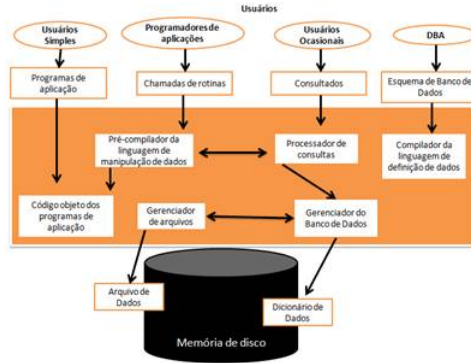 Usuários
Usuários
Simples
Programadores
de aplicações
Usuários
Ocasionais
DBA
Programas de
aplicação
Chamadas de rotinas
Consultados
Esquema de Banco de
Dados
Pré-compilador da
linguagem de
manipulação de dados
Processador de
consultas
Compilador da
linguagem de
definição de dados
Código objeto dos
programas de
aplicação
Gerenciador
de arquivos
Gerenciador do
Banco de Dados
Arquivo de
Dados
Dicionário de
Dados
Memória de disco